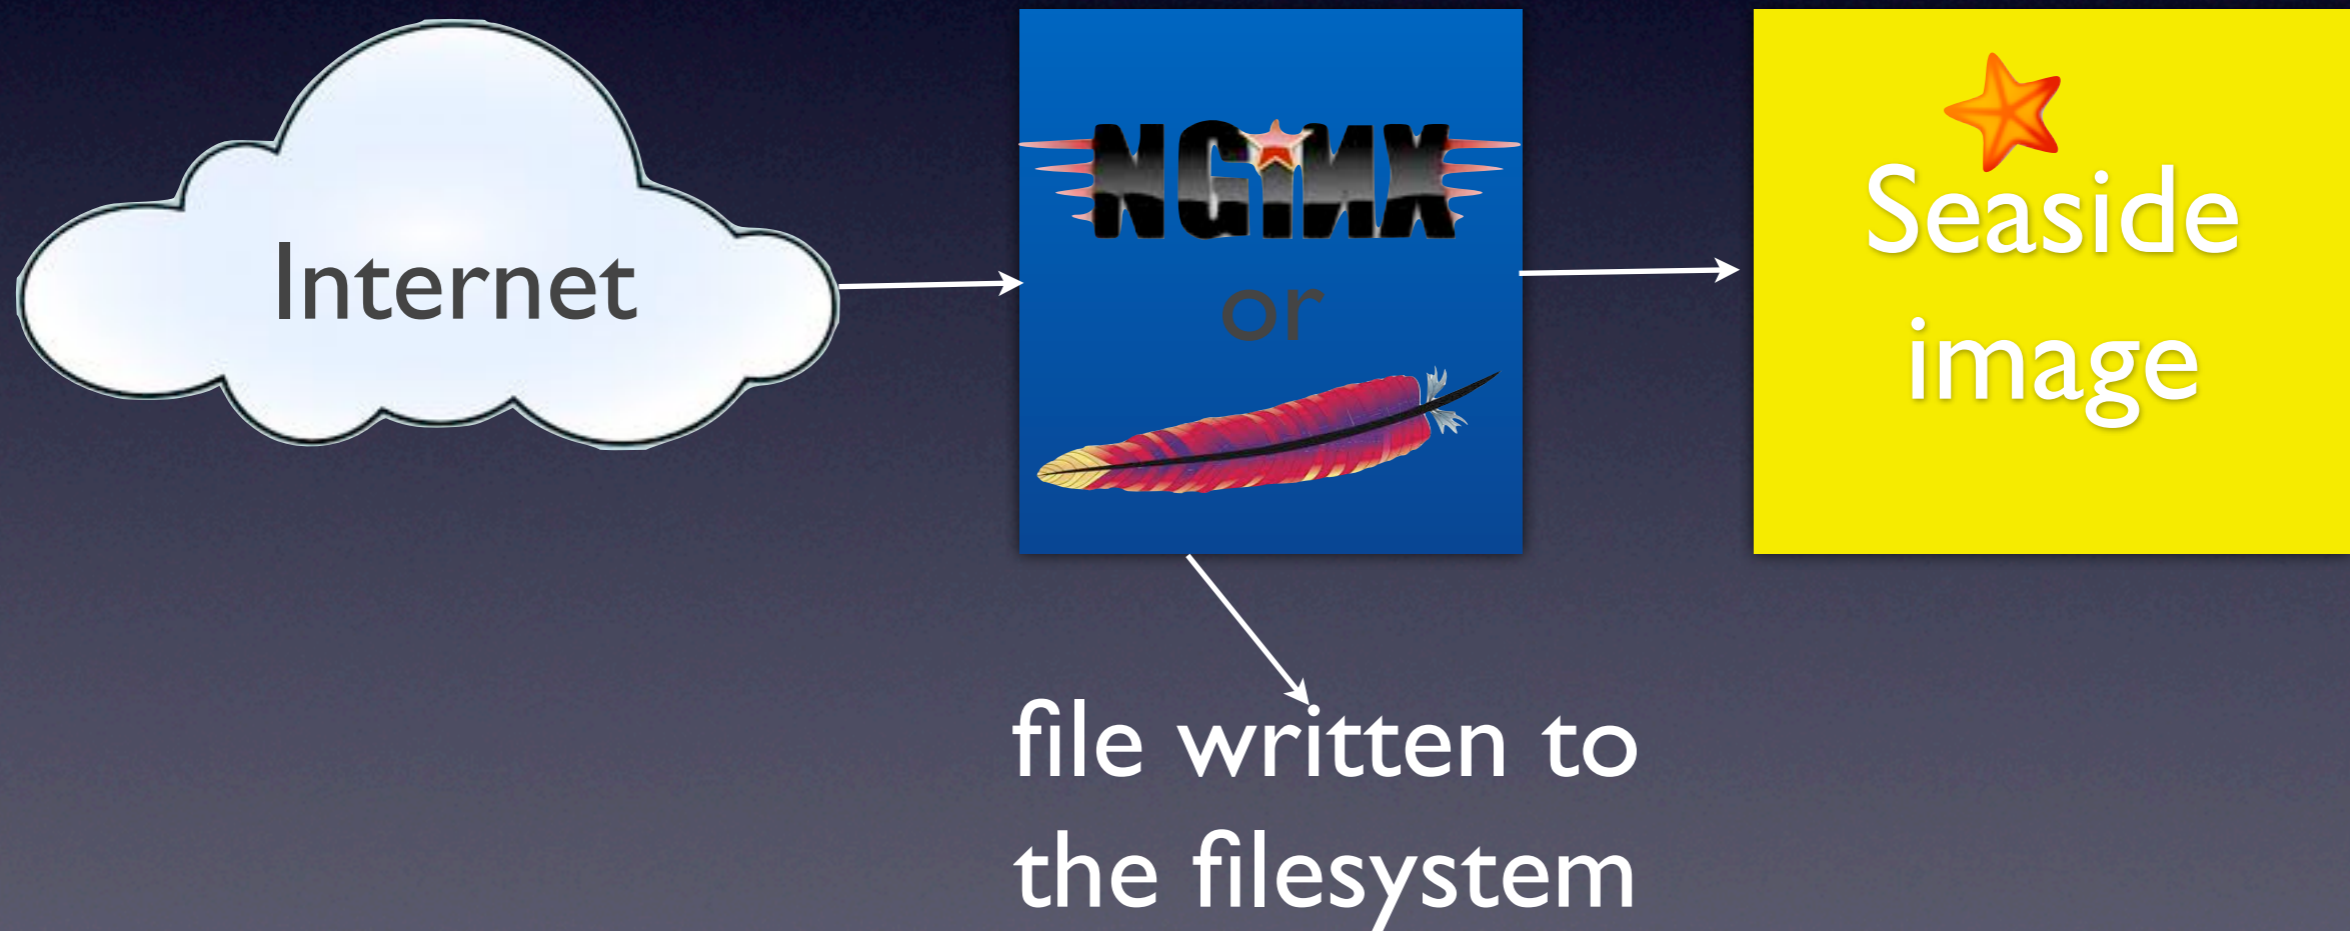 Internet
NGiNX
or
Seaside
image
file written to
the filesystem